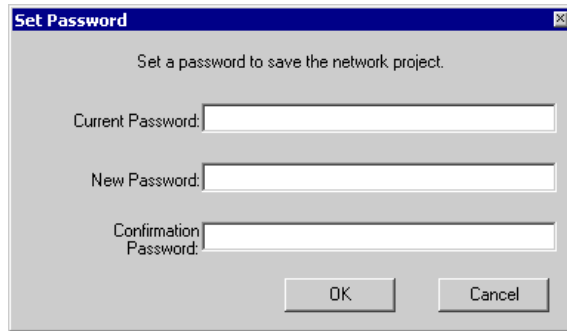 Set Password
Set a password to save the network project.
Current Password:
New Password:
Confirmation
Password:
OK Cancel